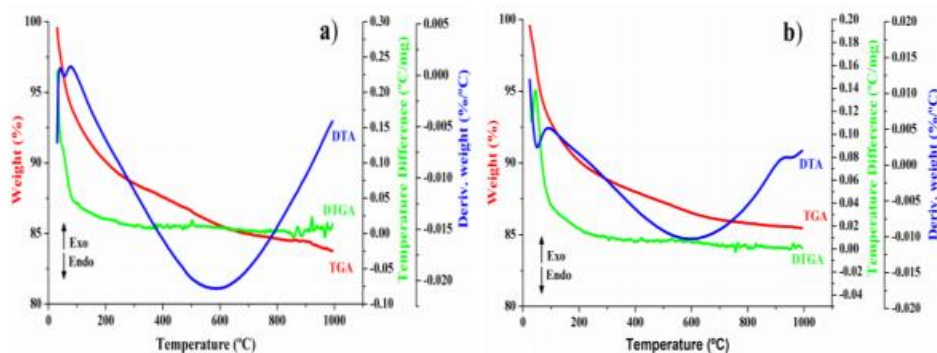 a)
Weight (%)
100
95
90
85
80
0.30
0.25
0.20
0.15
0.10
0.05
0.00
-0.05
-0.10
Temperature Difference (°C/mg)
0.005
0.000
-0.005
-0.010
-0.015
-0.020
Deriv. weight (%/°C)
DTA
DTGA
TGA
Exo
Endo
0 200 400 600 800 1000
Temperature (°C)
b)
Weight (%)
100
95
90
85
80
0.20
0.18
0.16
0.14
0.12
0.10
0.08
0.06
0.04
0.02
0.00
-0.02
-0.04
Temperature Difference (°C/mg)
0.020
0.015
0.010
0.005
0.000
-0.005
-0.010
-0.015
-0.020
Deriv. weight (%/°C)
DTA
TGA
DTGA
Exo
Endo
0 200 400 600 800 1000
Temperature (°C)